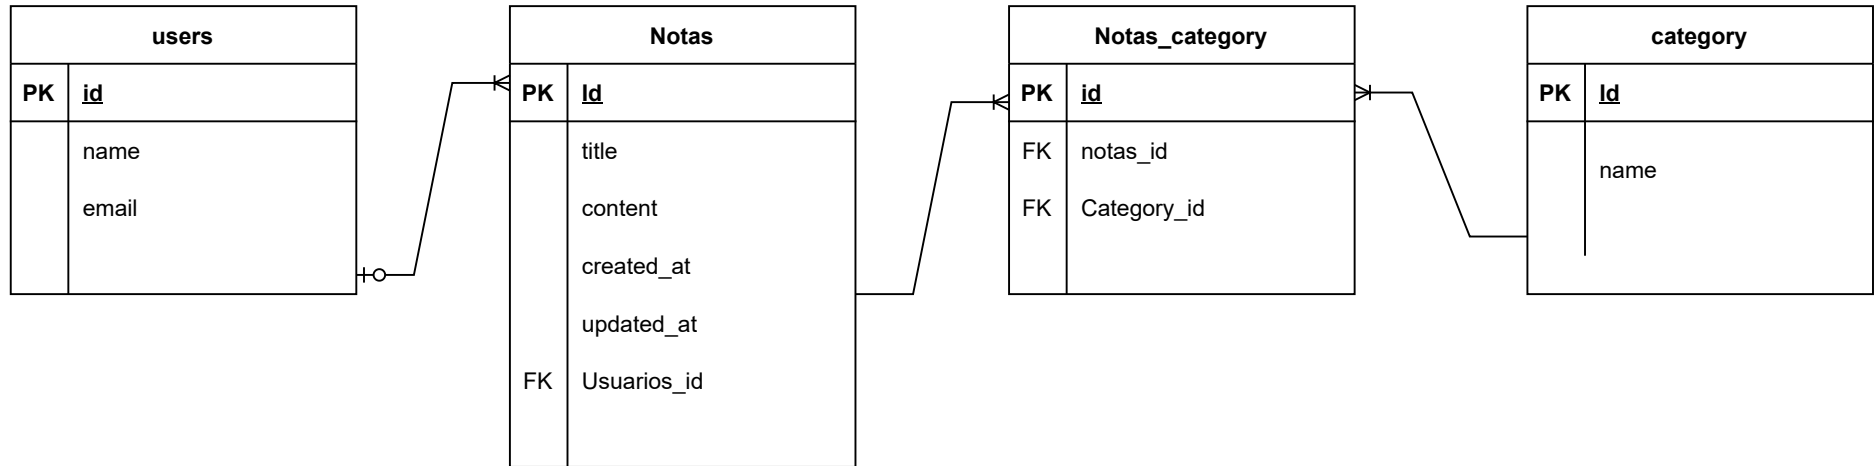 users
PK id
name
email
Notas
PK Id
title
content
created_at
updated_at
FK Usuarios_id
Notas_category
PK id
FK notas_id
FK Category_id
category
PK Id
name